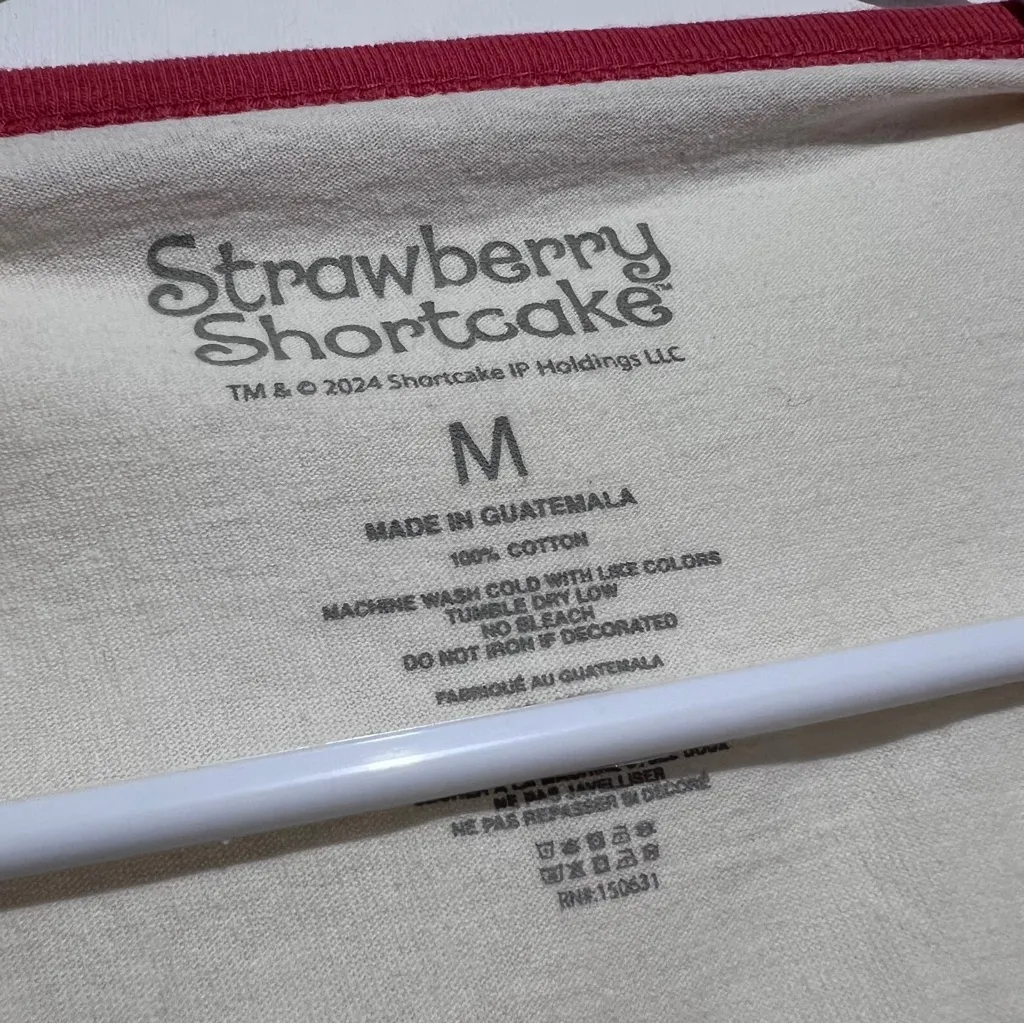 Strawberry
Shortcake™
TM & © 2024 Shortcake IP Holdings LLC
M
MADE IN GUATEMALA
100% COTTON
MACHINE WASH COLD WITH LIKE COLORS
TUMBLE DRY LOW
NO BLEACH
DO NOT IRON IF DECORATED
FABRIQUÉ AU GUATEMALA
NE PAS JAVELLISER
NE PAS REPASSER SI DECORÉ
RN#:150631